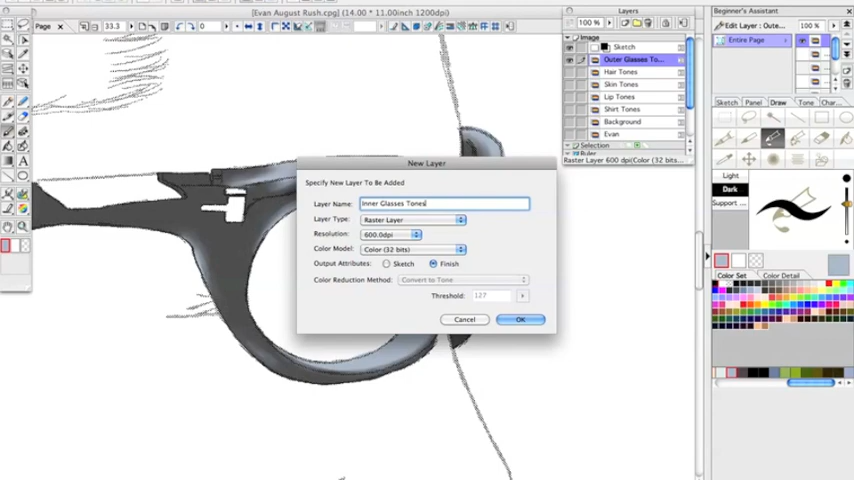 [Evan August Rush.cpg] (14.00 * 11.00inch 1200dpi)
Page
33.3
0
Layers
100 %
Image
Sketch
Outer Glasses To...
Hair Tones
Skin Tones
Lip Tones
Shirt Tones
Background
Evan
Selection
Ruler
Raster Layer 600 dpi(Color (32 bits...
Beginner's Assistant
Edit Layer : Oute...
100 %
Entire Page
Sketch Panel Draw Tone Char...
Light
Dark
Support ...
Color Set Color Detail
New Layer
Specify New Layer To Be Added
Layer Name: Inner Glasses Tones
Layer Type: Raster Layer
Resolution: 600.0dpi
Color Model: Color (32 bits)
Output Attributes: Sketch Finish
Color Reduction Method: Convert to Tone
Threshold: 127
Cancel OK
A